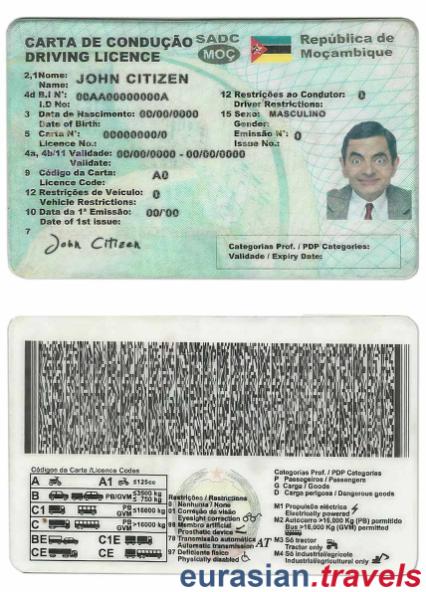 CARTA DE CONDUÇÃO SADC República de
DRIVING LICENCE MOÇ Moçambique
2,1Nome: JOHN CITIZEN
Name:
4d B.I Nº: 00AA00000000A 12 Restrições ao Condutor: 0
I.D No: Driver Restrictions:
3 Data de Nascimento: 00/00/0000 15 Sexo: MASCULINO
Date of Birth: Gender:
5 Carta Nº: 00000000/0 Emissão Nº: 0
Licence No.: Issue No.:
4a, 4b/11 Validade: 00/00/0000 - 00/00/0000
Validate:
9 Código da Carta: A0
Licence Code:
12 Restrições de Veículo: 0
Vehicle Restrictions:
10 Data da 1ª Emissão: 00/00
Date of 1st issue:
7
John Citizen
Categorias Prof. / PDP Categories:
Validade / Expiry Date:
Códigos da Carta /Licence Codes
A A1 ≤125cc
B PB/GVM ≤3500 kg ≤ 750 kg
C1 PB ≤16000 kg (GVM)
C PB >16000 kg (GVM)
BE C1E
CE CE
Restrições / Restrictions
0 Nenhuma / None
01 Correcção da visão
Eyesight correction
Membro artificial
Prosthetic device
78 Transmissão automática
Automatic transmission AT
97 Deficiente físico
Physically disabled
Categorias Prof. / PDP Categories
P Passageiros / Passengers
G Carga / Goods
D Carga perigosa / Dangerous goods
M1 Propulsão eléctrica
Electrically powered
M2 Autocarro >16,000 Kg (PB) permitido
Bus >16,000 Kg (GVM) permitted
M3 Só tractor
Tractor only
M4 Só industrial/agrícole
Industrial/agricultural only
eurasian.travels